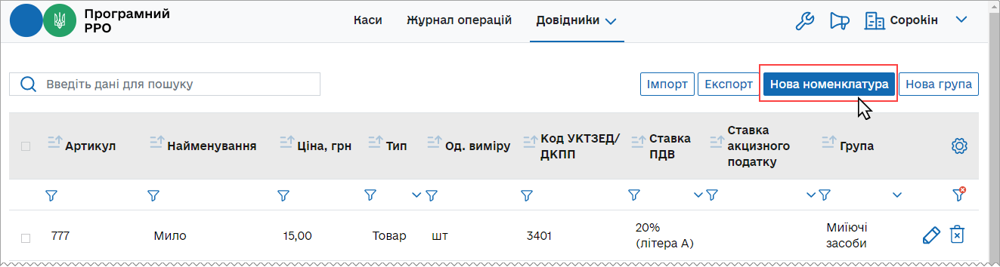 Програмний
РРО
Каси
Журнал операцій
Довідники
Сорокін
Введіть дані для пошуку
Імпорт
Експорт
Нова номенклатура
Нова група
Артикул
Найменування
Ціна, грн
Тип
Од. виміру
Код УКТЗЕД/
ДКПП
Ставка
ПДВ
Ставка
акцизного
податку
Група
777
Мило
15,00
Товар
шт
3401
20%
(літера А)
Миїючі
засоби